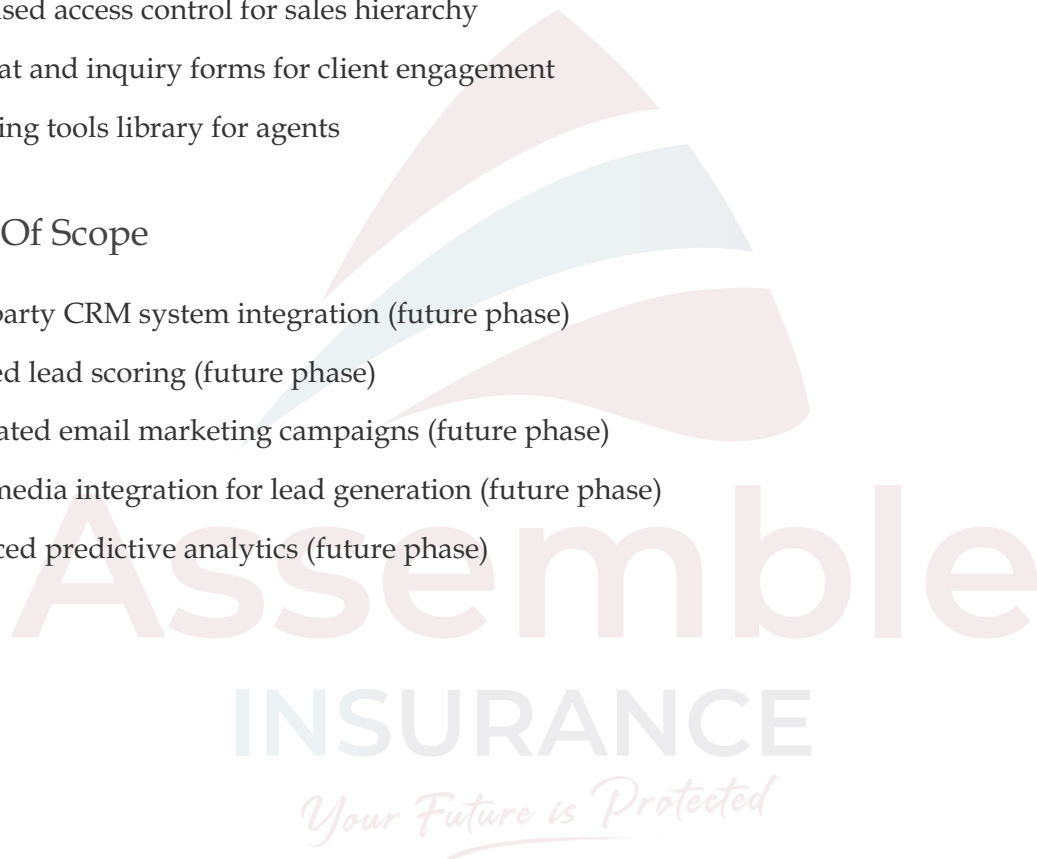 sed access control for sales hierarchy
at and inquiry forms for client engagement
ing tools library for agents
Of Scope
party CRM system integration (future phase)
ed lead scoring (future phase)
ated email marketing campaigns (future phase)
media integration for lead generation (future phase)
ced predictive analytics (future phase)
Assemble
INSURANCE
Your Future is Protected